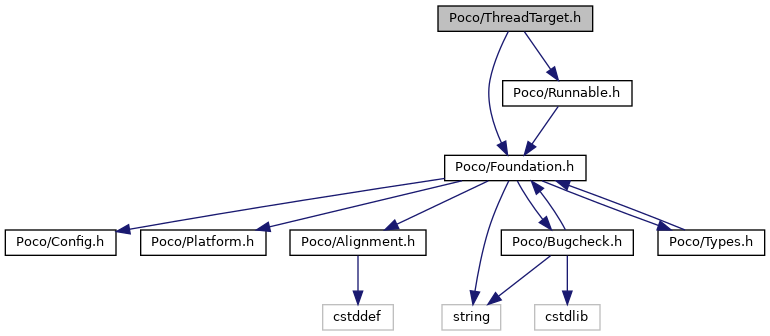 Poco/ThreadTarget.h
Poco/Runnable.h
Poco/Foundation.h
Poco/Config.h
Poco/Platform.h
Poco/Alignment.h
Poco/Bugcheck.h
Poco/Types.h
cstddef
string
cstdlib